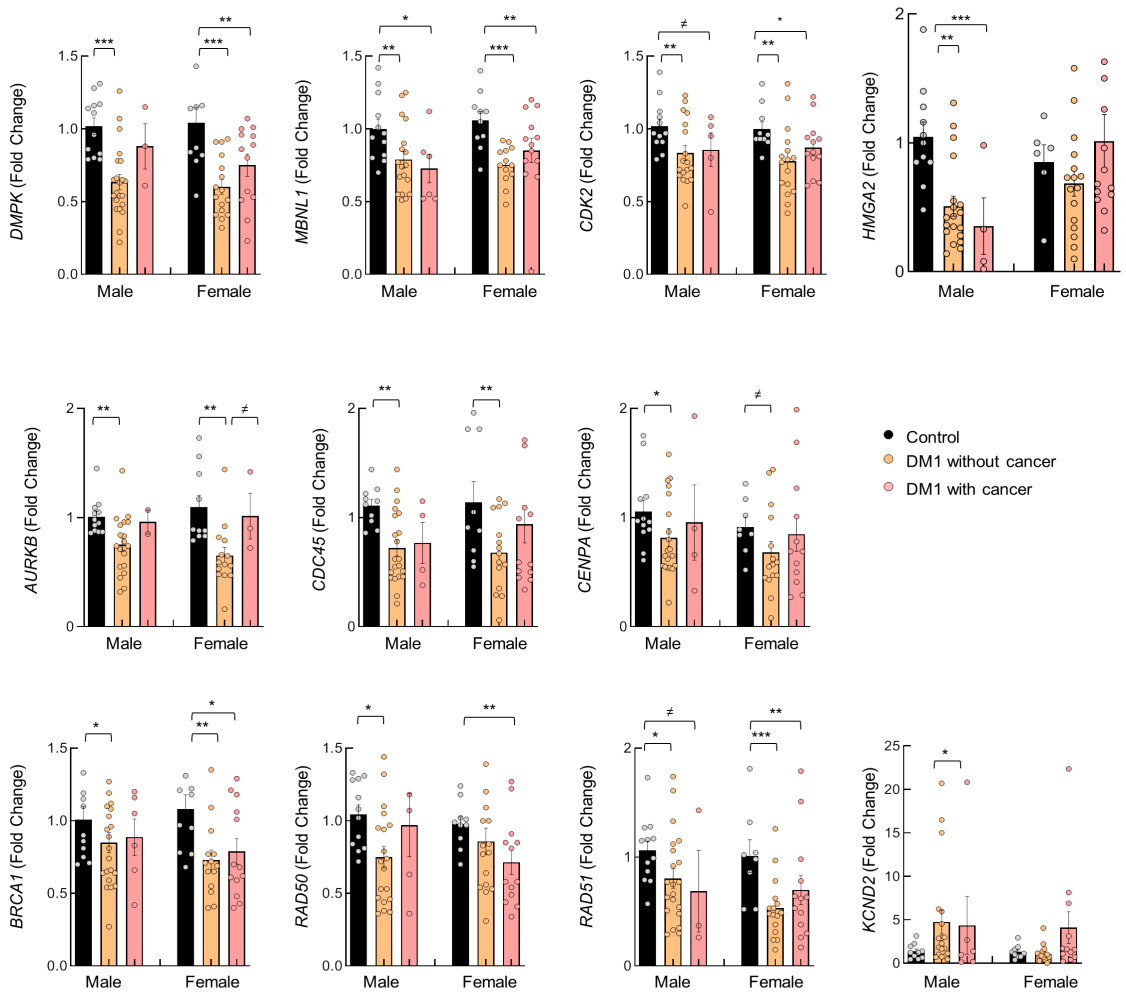 *** ** ***
DMPK (Fold Change)
1.5
1.0
0.5
0.0
Male Female
* ** ** ***
MBNL1 (Fold Change)
1.5
1.0
0.5
0.0
Male Female
≠ ** * **
CDK2 (Fold Change)
1.5
1.0
0.5
0.0
Male Female
*** **
HMGA2 (Fold Change)
2
1
0
Male Female
** ** ≠
AURKB (Fold Change)
2
1
0
Male Female
** **
CDC45 (Fold Change)
2
1
0
Male Female
* ≠
CENPA (Fold Change)
2
1
0
Male Female
Control
DM1 without cancer
DM1 with cancer
* * **
BRCA1 (Fold Change)
1.5
1.0
0.5
0.0
Male Female
* **
RAD50 (Fold Change)
1.5
1.0
0.5
0.0
Male Female
≠ * ** ***
RAD51 (Fold Change)
2
1
0
Male Female
*
KCND2 (Fold Change)
25
20
15
10
5
0
Male Female